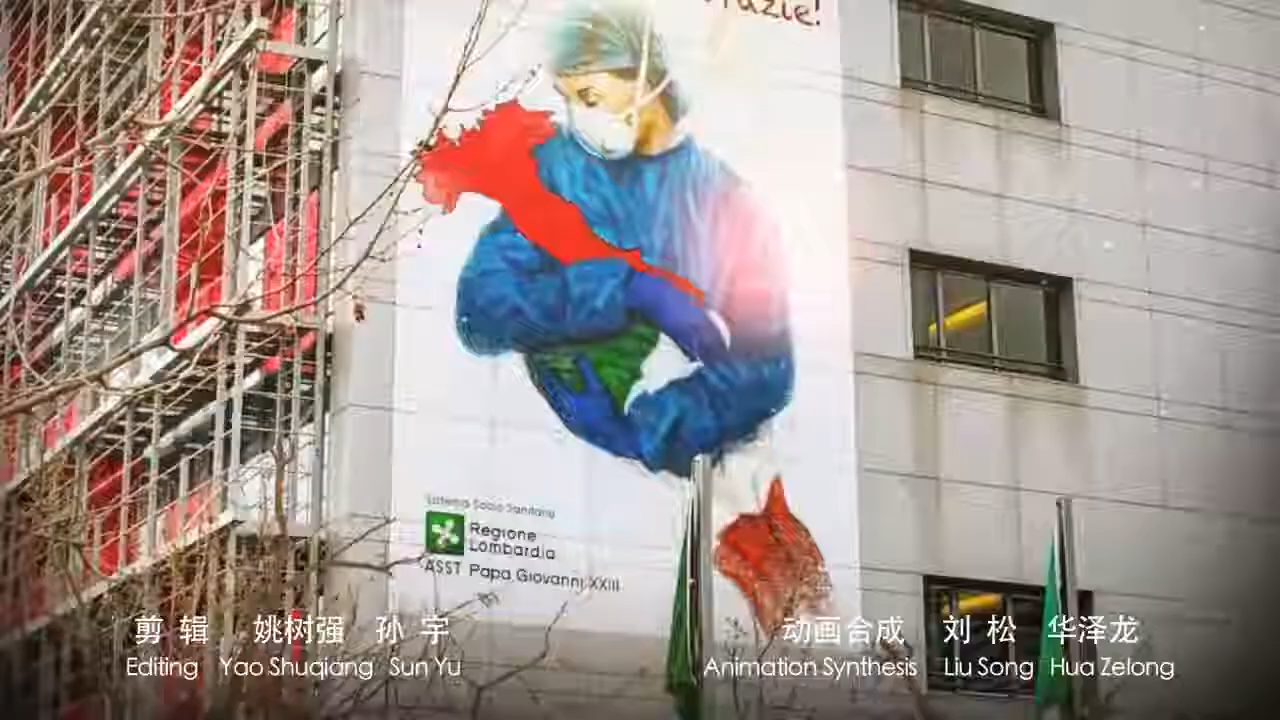 Grazie!
Sistema Socio Sanitario
Regione
Lombardia
ASST Papa Giovanni XXIII
剪 辑 姚树强 孙 宇
Editing Yao Shuqiang Sun Yu
动画合成 刘 松 华泽龙
Animation Synthesis Liu Song Hua Zelong